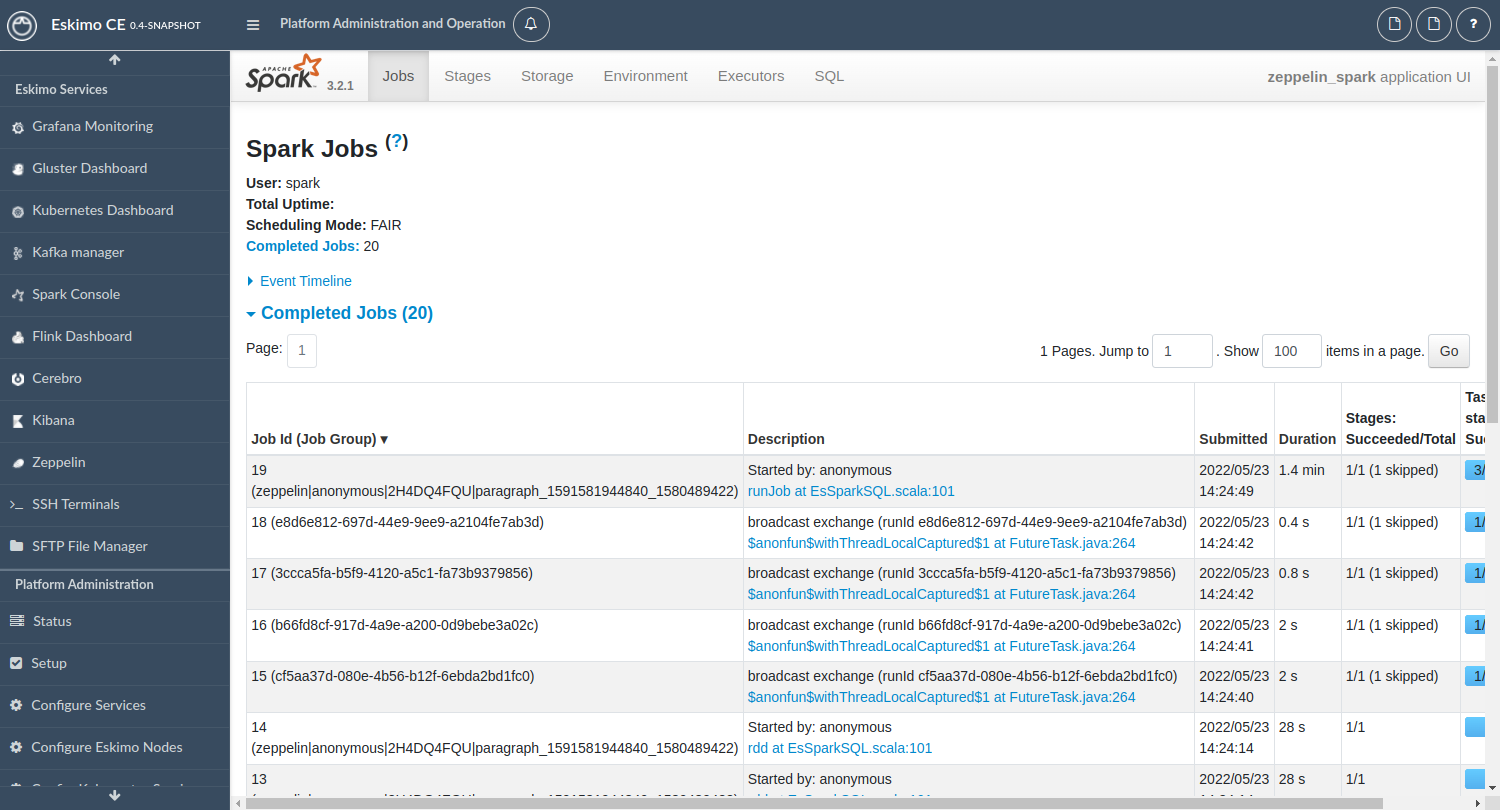 Eskimo CE 0.4-SNAPSHOT
Platform Administration and Operation
?
Eskimo Services
Grafana Monitoring
Gluster Dashboard
Kubernetes Dashboard
Kafka manager
Spark Console
Flink Dashboard
Cerebro
Kibana
Zeppelin
SSH Terminals
SFTP File Manager
Platform Administration
Status
Setup
Configure Services
Configure Eskimo Nodes
APACHE
Spark 3.2.1
Jobs
Stages
Storage
Environment
Executors
SQL
zeppelin_spark application UI
Spark Jobs (?)
User: spark
Total Uptime:
Scheduling Mode: FAIR
Completed Jobs: 20
Event Timeline
Completed Jobs (20)
Page: 1
1 Pages. Jump to 1 . Show 100 items in a page. Go
Job Id (Job Group) ▾
Description
Submitted
Duration
Stages:
Succeeded/Total
19
(zeppelin|anonymous|2H4DQ4FQU|paragraph_1591581944840_1580489422)
Started by: anonymous
runJob at EsSparkSQL.scala:101
2022/05/23
14:24:49
1.4 min
1/1 (1 skipped)
3/
18 (e8d6e812-697d-44e9-9ee9-a2104fe7ab3d)
broadcast exchange (runId e8d6e812-697d-44e9-9ee9-a2104fe7ab3d)
$anonfun$withThreadLocalCaptured$1 at FutureTask.java:264
2022/05/23
14:24:42
0.4 s
1/1 (1 skipped)
1/
17 (3ccca5fa-b5f9-4120-a5c1-fa73b9379856)
broadcast exchange (runId 3ccca5fa-b5f9-4120-a5c1-fa73b9379856)
$anonfun$withThreadLocalCaptured$1 at FutureTask.java:264
2022/05/23
14:24:42
0.8 s
1/1 (1 skipped)
1/
16 (b66fd8cf-917d-4a9e-a200-0d9bebe3a02c)
broadcast exchange (runId b66fd8cf-917d-4a9e-a200-0d9bebe3a02c)
$anonfun$withThreadLocalCaptured$1 at FutureTask.java:264
2022/05/23
14:24:41
2 s
1/1 (1 skipped)
1/
15 (cf5aa37d-080e-4b56-b12f-6ebda2bd1fc0)
broadcast exchange (runId cf5aa37d-080e-4b56-b12f-6ebda2bd1fc0)
$anonfun$withThreadLocalCaptured$1 at FutureTask.java:264
2022/05/23
14:24:40
2 s
1/1 (1 skipped)
1/
14
(zeppelin|anonymous|2H4DQ4FQU|paragraph_1591581944840_1580489422)
Started by: anonymous
rdd at EsSparkSQL.scala:101
2022/05/23
14:24:14
28 s
1/1
13
Started by: anonymous
2022/05/23
28 s
1/1